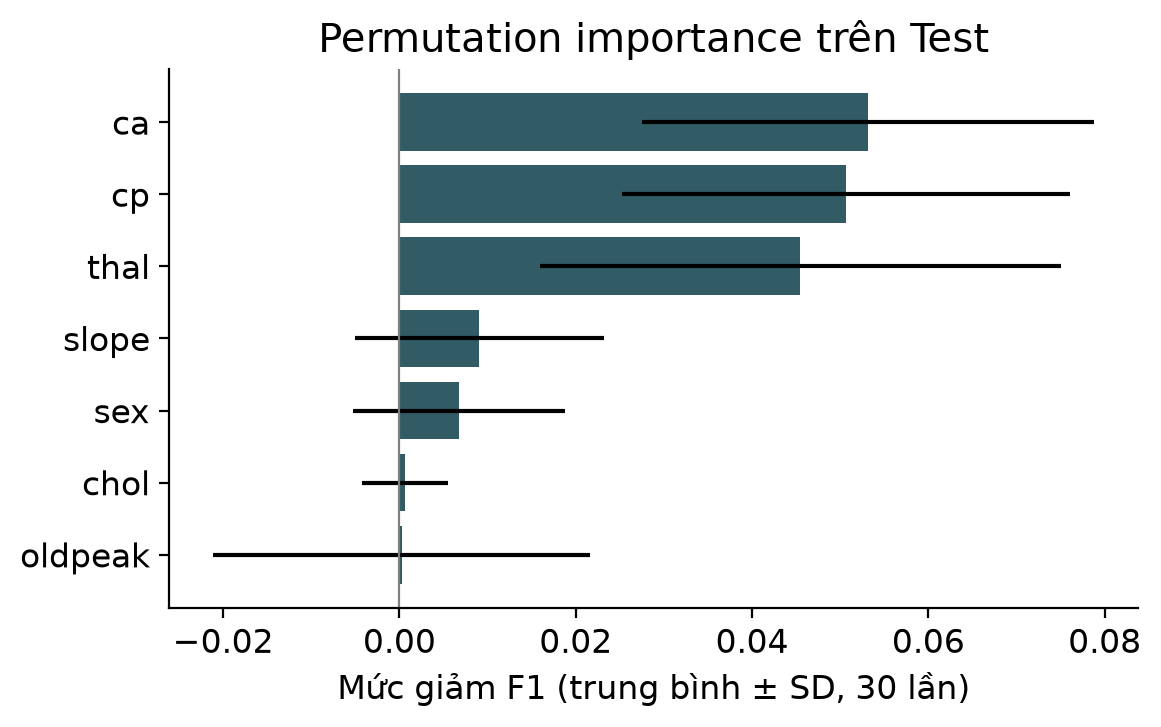 Permutation importance trên Test
ca
cp
thal
slope
sex
chol
oldpeak
−0.02 0.00 0.02 0.04 0.06 0.08
Mức giảm F1 (trung bình ± SD, 30 lần)